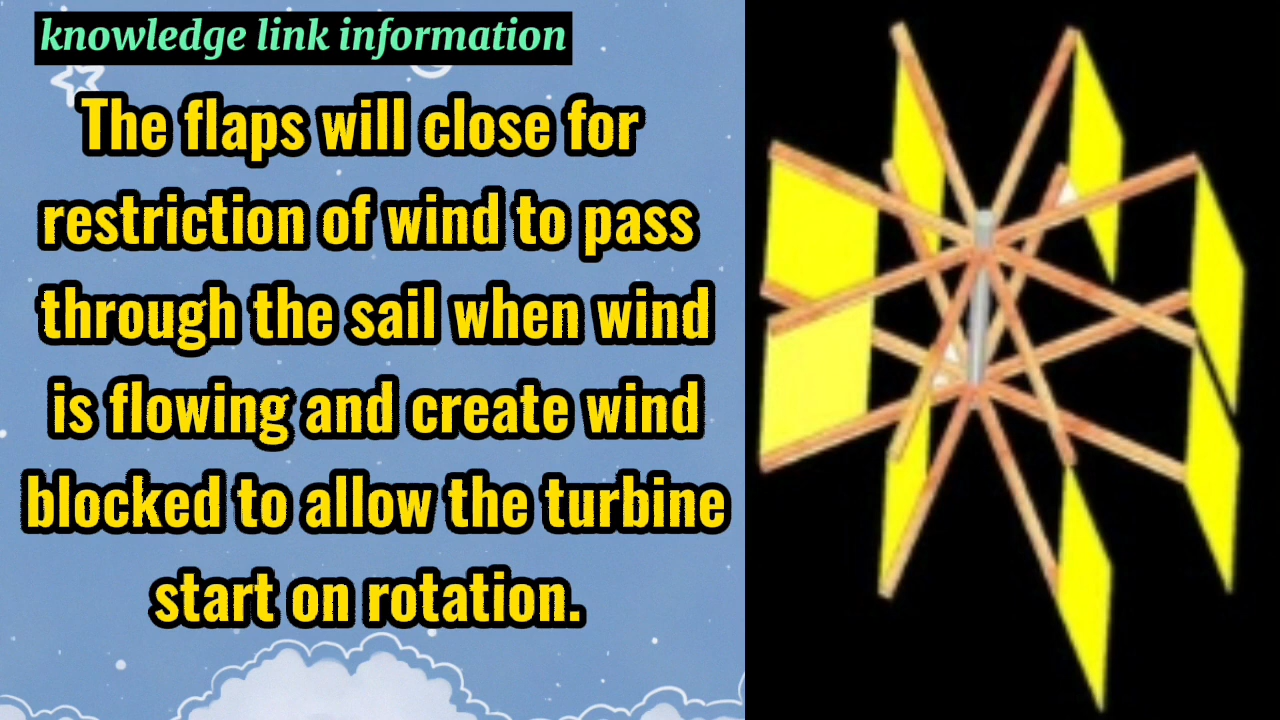 knowledge link information
The flaps will close for
restriction of wind to pass
through the sail when wind
is flowing and create wind
blocked to allow the turbine
start on rotation.